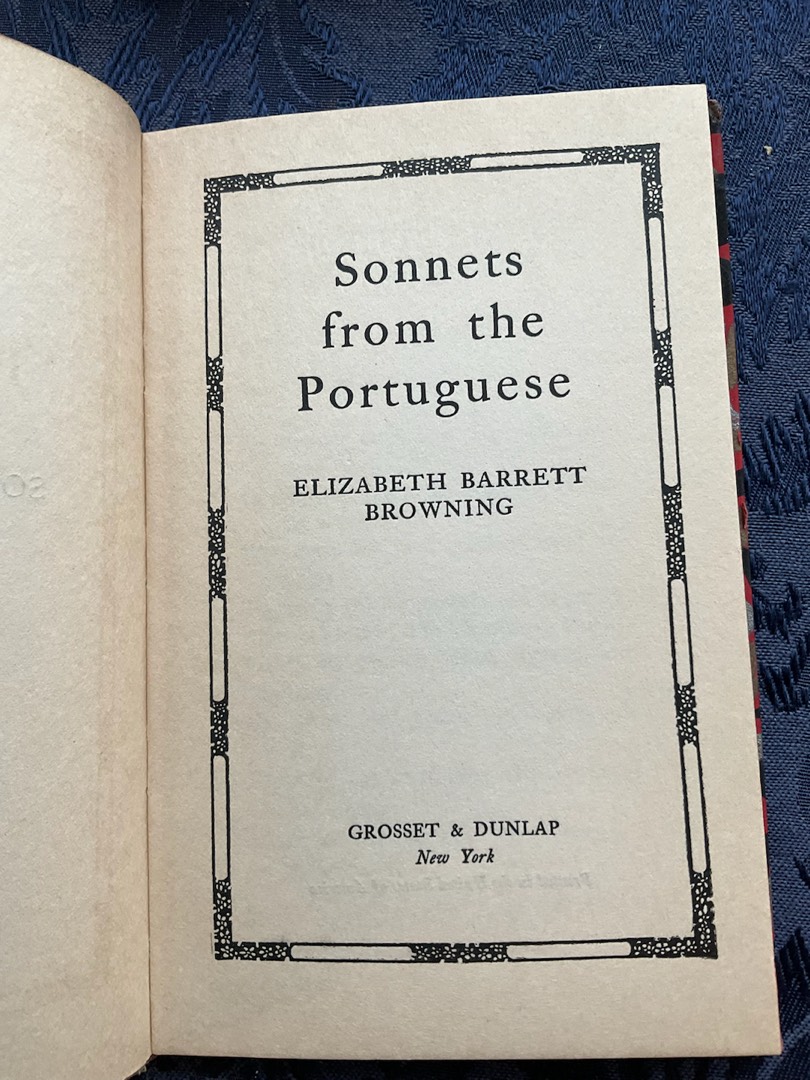 Sonnets
from the
Portuguese
ELIZABETH BARRETT
BROWNING
GROSSET & DUNLAP
New York